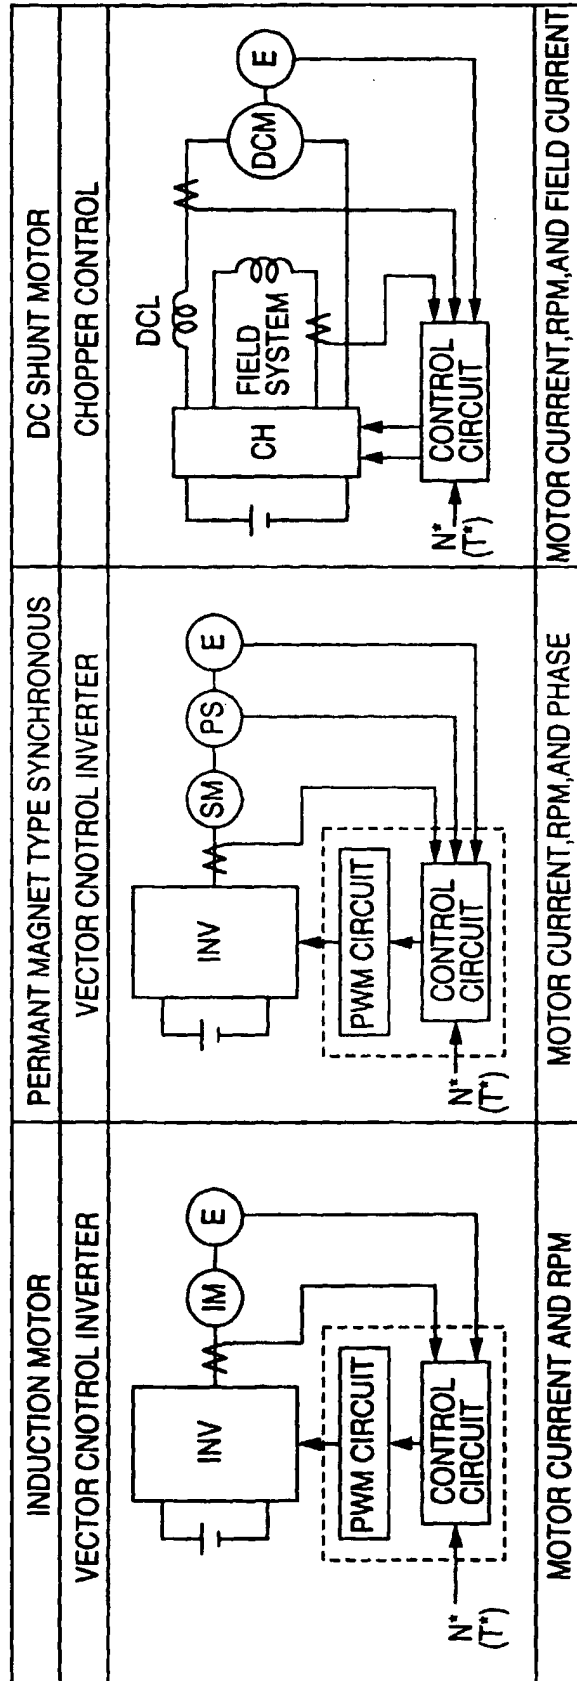 INDUCTION MOTOR
VECTOR CNOTROL INVERTER
INV
IM
E
PWM CIRCUIT
CONTROL
CIRCUIT
N*
(T*)
MOTOR CURRENT AND RPM
PERMANT MAGNET TYPE SYNCHRONOUS
VECTOR CNOTROL INVERTER
INV
SM
PS
E
PWM CIRCUIT
CONTROL
CIRCUIT
N*
(T*)
MOTOR CURRENT,RPM,AND PHASE
DC SHUNT MOTOR
CHOPPER CONTROL
DCL
FIELD
SYSTEM
CH
DCM
E
CONTROL
CIRCUIT
N*
(T*)
MOTOR CURRENT,RPM,AND FIELD CURRENT